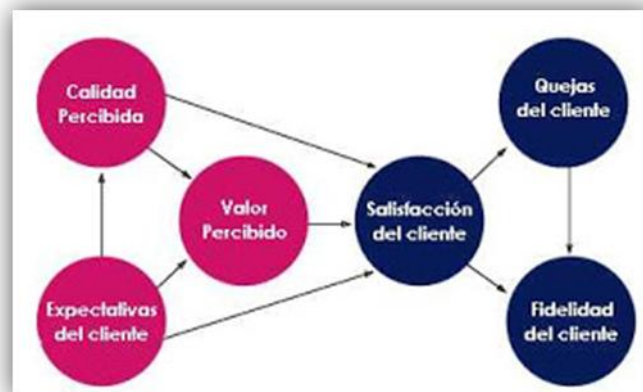 Calidad
Percibida
Quejas
del cliente
Valor
Percibido
Satisfacción
del cliente
Expectativas
del cliente
Fidelidad
del cliente